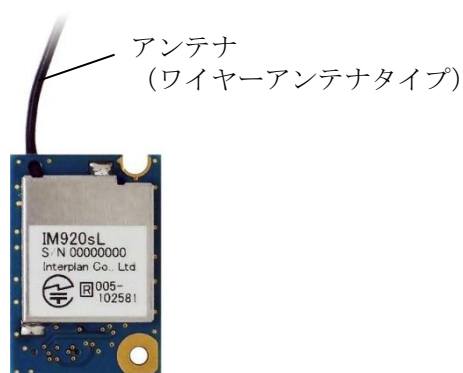 アンテナ
（ワイヤーアンテナタイプ）
IM920sL
S/N 00000000
Interplan Co., Ltd
R 005-
102581